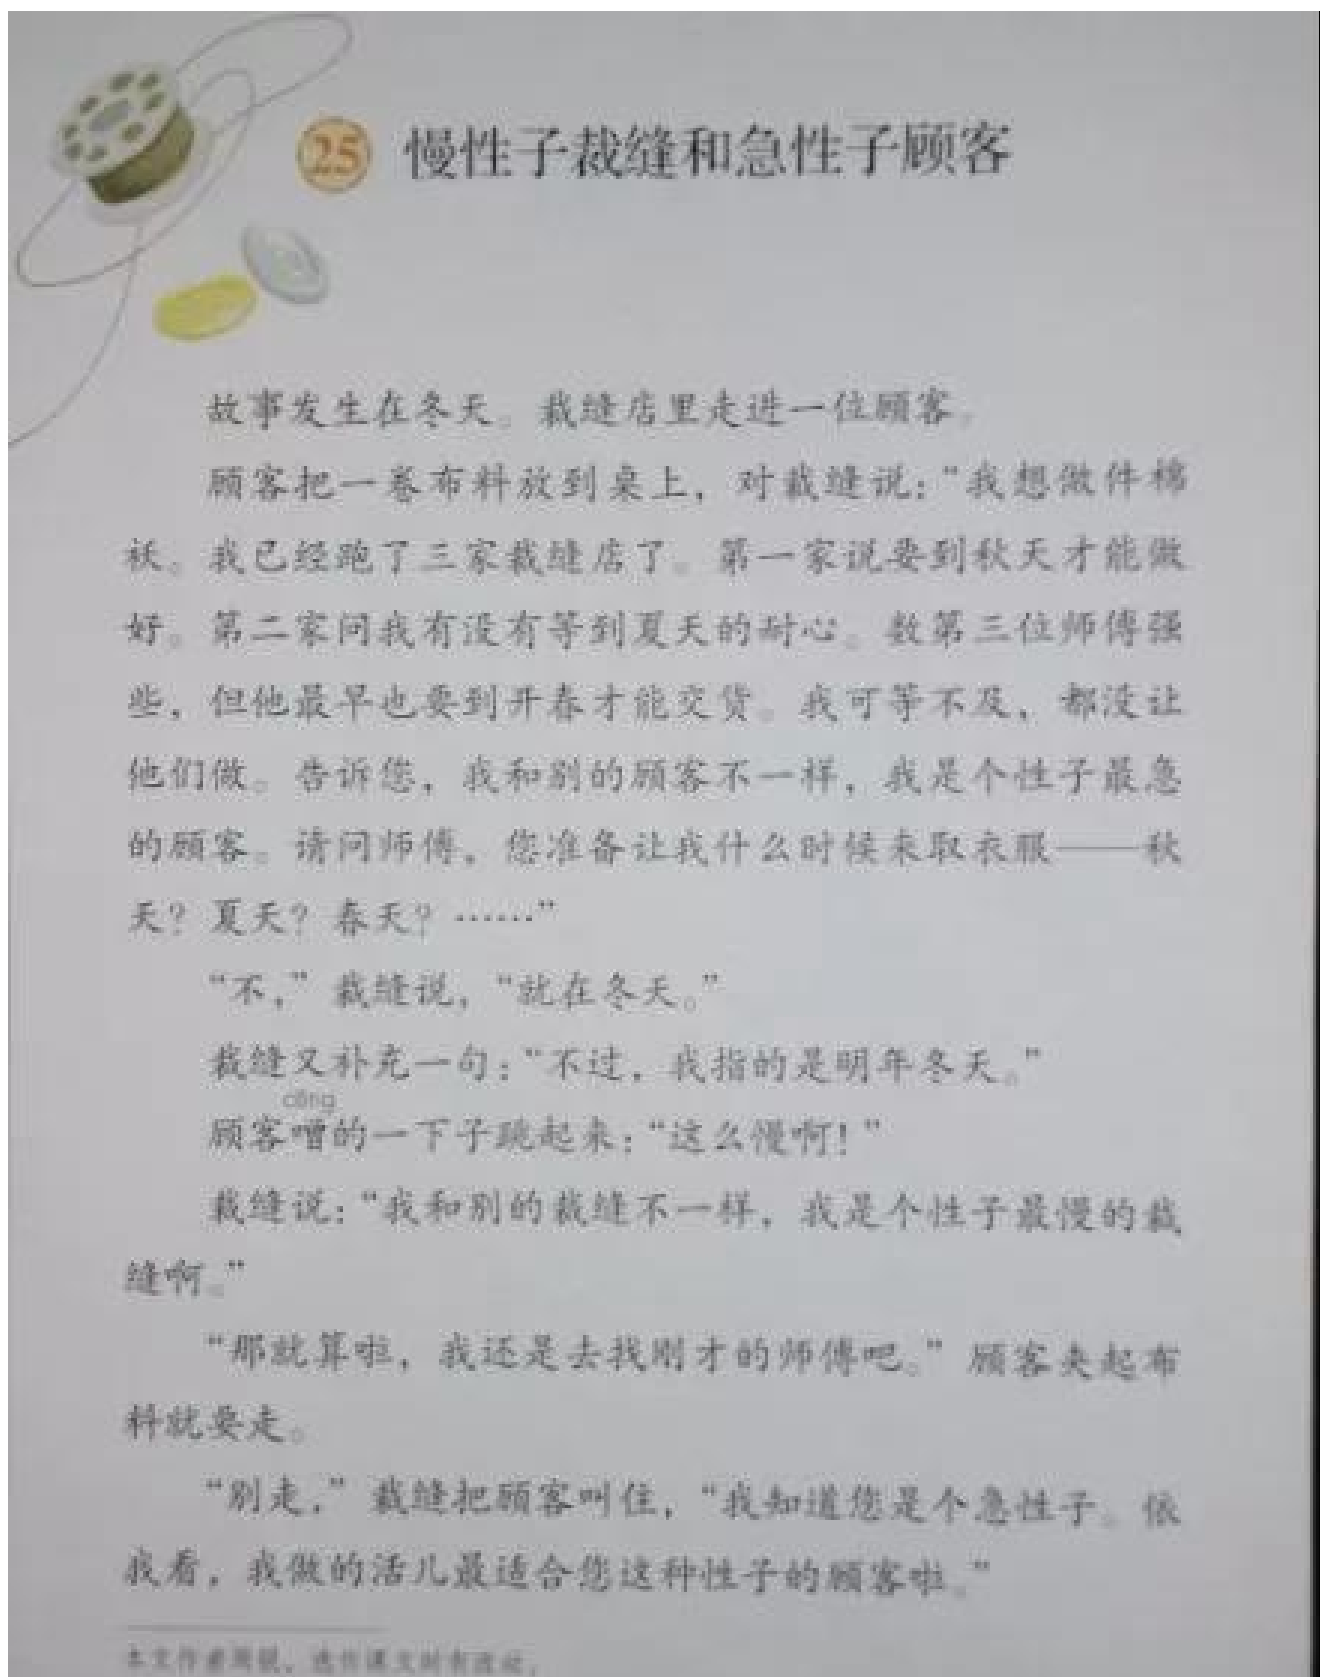 25 慢性子裁缝和急性子顾客
故事发生在冬天。裁缝店里走进一位顾客。
顾客把一卷布料放到桌上，对裁缝说：“我想做件棉
袄。我已经跑了三家裁缝店了。第一家说要到秋天才能做
好。第二家问我有没有等到夏天的耐心。数第三位师傅强
些，但他最早也要到开春才能交货。我可等不及，都没让
他们做。告诉您，我和别的顾客不一样，我是个性子最急
的顾客。请问师傅，您准备让我什么时候来取衣服——秋
天？夏天？春天？……”
“不，”裁缝说，“就在冬天。”
裁缝又补充一句：“不过，我指的是明年冬天。”
cēng
顾客噌的一下子跳起来：“这么慢啊！”
裁缝说：“我和别的裁缝不一样，我是个性子最慢的裁
缝啊。”
“那就算啦，我还是去找刚才的师傅吧。”顾客夹起布
料就要走。
“别走，”裁缝把顾客叫住，“我知道您是个急性子。依
我看，我做的活儿最适合您这种性子的顾客啦。”
本文作者周锐，选作课文时有改动。